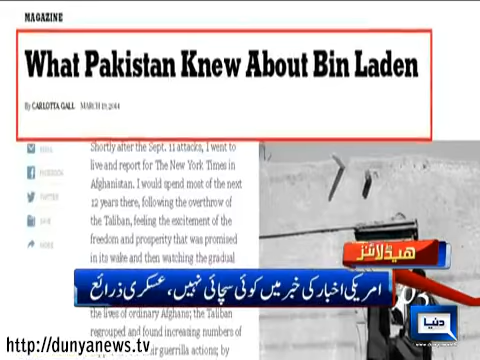 MAGAZINE
What Pakistan Knew About Bin Laden
By CARLOTTA GALL MARCH 19, 2014
Shortly after the Sept. 11 attacks, I went to
live and report for The New York Times in
Afghanistan. I would spend most of the next
12 years there, following the overthrow of
the Taliban, feeling the excitement of the
freedom and prosperity that was promised
in its wake and then watching the gradual
EMAIL
FACEBOOK
TWITTER
SAVE
MORE
ہیڈلائنز
امریکی اخبار کی خبر میں کوئی سچائی نہیں، عسکری ذرائع
the lives of ordinary Afghans; the Taliban
regrouped and found increasing numbers of
guerrilla actions; by
دنیا
http://dunyanews.tv